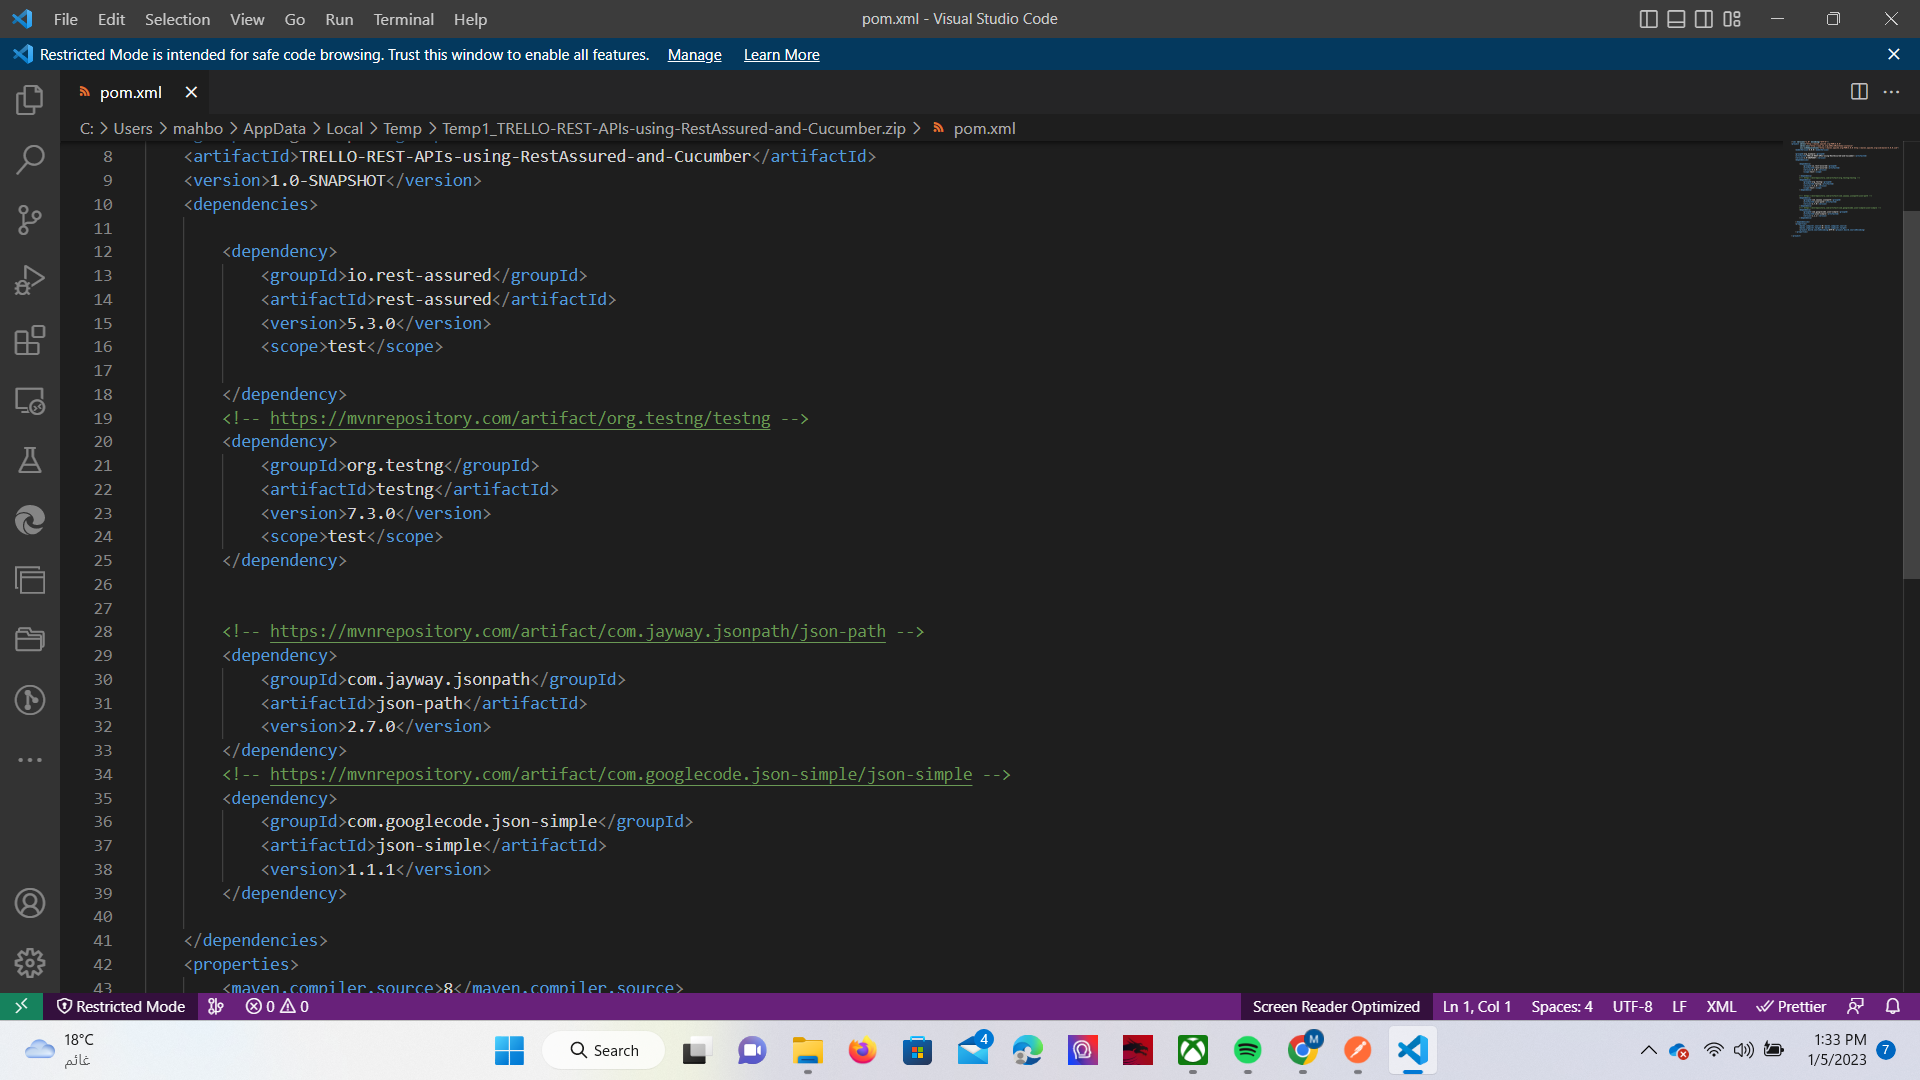 File Edit Selection View Go Run Terminal Help
pom.xml - Visual Studio Code
Restricted Mode is intended for safe code browsing. Trust this window to enable all features. Manage Learn More
pom.xml
C: > Users > mahbo > AppData > Local > Temp > Temp1_TRELLO-REST-APIs-using-RestAssured-and-Cucumber.zip > pom.xml
8 <artifactId>TRELLO-REST-APIs-using-RestAssured-and-Cucumber</artifactId>
9 <version>1.0-SNAPSHOT</version>
10 <dependencies>
11
12 <dependency>
13 <groupId>io.rest-assured</groupId>
14 <artifactId>rest-assured</artifactId>
15 <version>5.3.0</version>
16 <scope>test</scope>
17
18 </dependency>
19 <!-- https://mvnrepository.com/artifact/org.testng/testng -->
20 <dependency>
21 <groupId>org.testng</groupId>
22 <artifactId>testng</artifactId>
23 <version>7.3.0</version>
24 <scope>test</scope>
25 </dependency>
26
27
28 <!-- https://mvnrepository.com/artifact/com.jayway.jsonpath/json-path -->
29 <dependency>
30 <groupId>com.jayway.jsonpath</groupId>
31 <artifactId>json-path</artifactId>
32 <version>2.7.0</version>
33 </dependency>
34 <!-- https://mvnrepository.com/artifact/com.googlecode.json-simple/json-simple -->
35 <dependency>
36 <groupId>com.googlecode.json-simple</groupId>
37 <artifactId>json-simple</artifactId>
38 <version>1.1.1</version>
39 </dependency>
40
41 </dependencies>
42 <properties>
43 <maven.compiler.source>8</maven.compiler.source>
Restricted Mode 0 0 Screen Reader Optimized Ln 1, Col 1 Spaces: 4 UTF-8 LF XML Prettier
18°C
غائم
Search
4
M
1:33 PM
1/5/2023
7